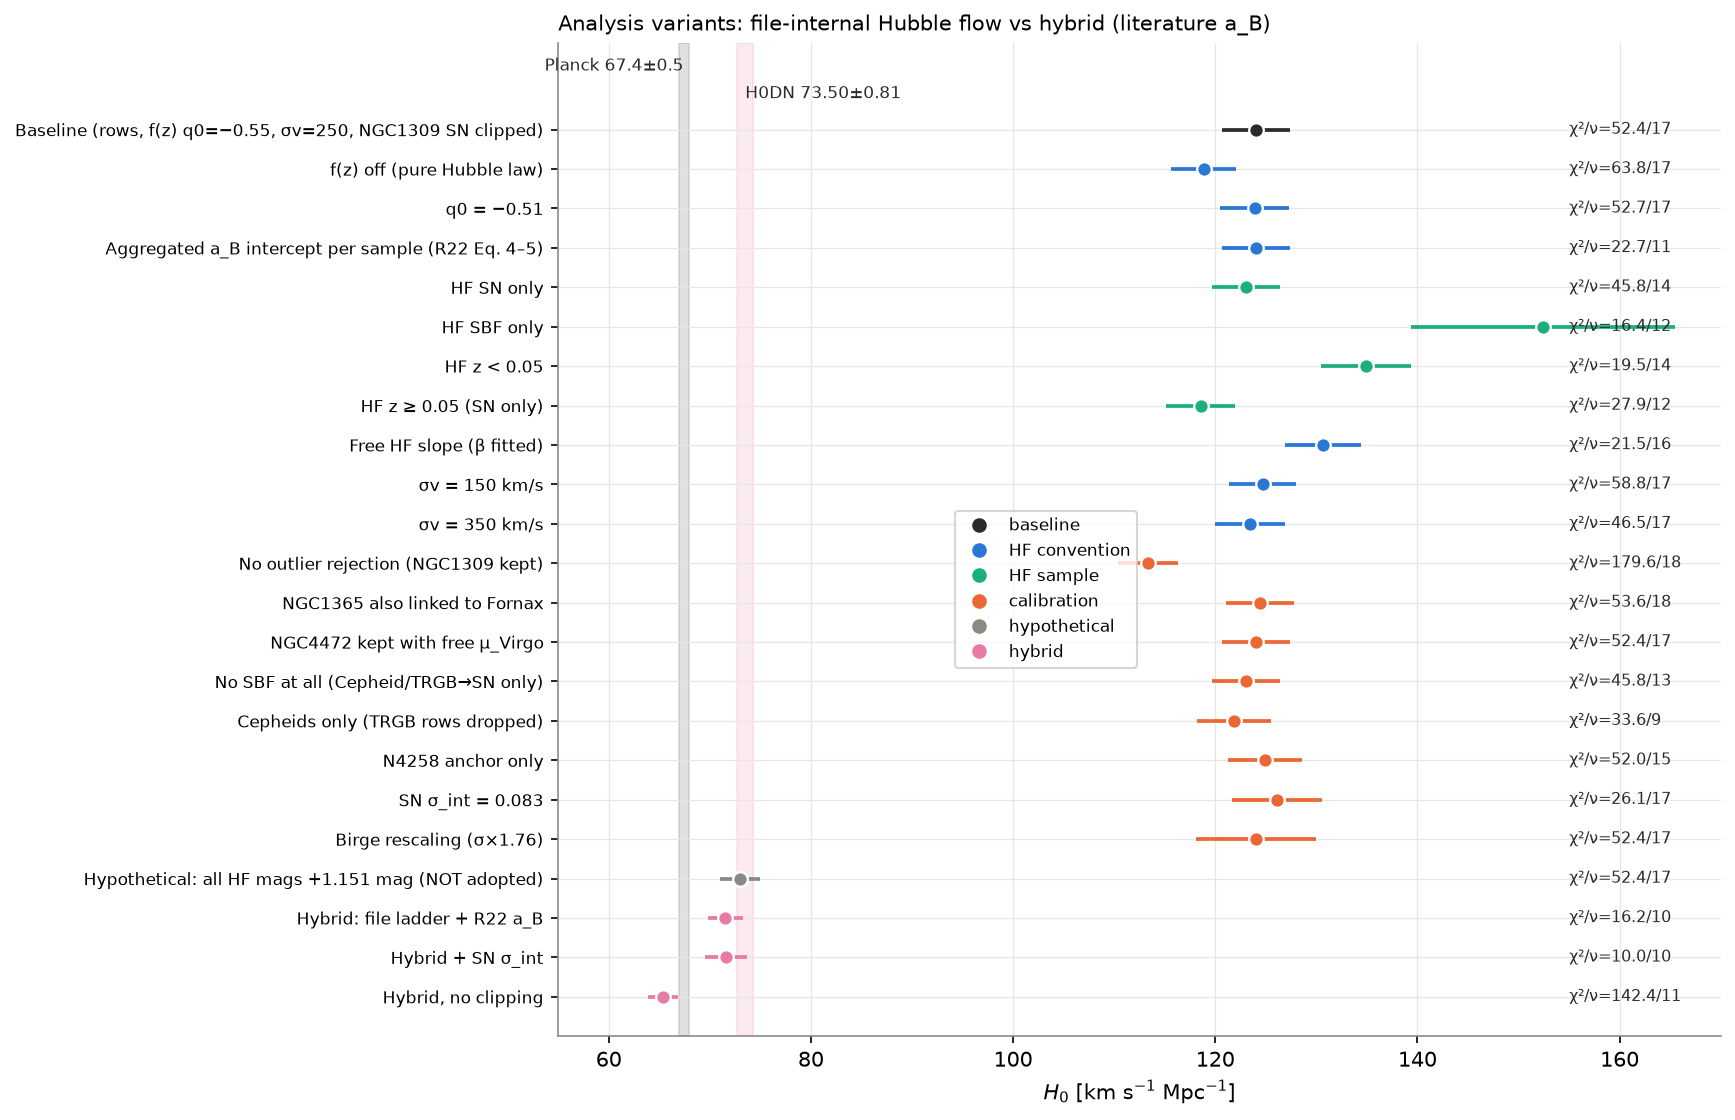 Analysis variants: file-internal Hubble flow vs hybrid (literature a_B)
Planck 67.4±0.5
H0DN 73.50±0.81
Baseline (rows, f(z) q0=−0.55, σv=250, NGC1309 SN clipped) χ²/ν=52.4/17
f(z) off (pure Hubble law) χ²/ν=63.8/17
q0 = −0.51 χ²/ν=52.7/17
Aggregated a_B intercept per sample (R22 Eq. 4–5) χ²/ν=22.7/11
HF SN only χ²/ν=45.8/14
HF SBF only χ²/ν=16.4/12
HF z < 0.05 χ²/ν=19.5/14
HF z ≥ 0.05 (SN only) χ²/ν=27.9/12
Free HF slope (β fitted) χ²/ν=21.5/16
σv = 150 km/s χ²/ν=58.8/17
σv = 350 km/s χ²/ν=46.5/17
No outlier rejection (NGC1309 kept) χ²/ν=179.6/18
NGC1365 also linked to Fornax χ²/ν=53.6/18
NGC4472 kept with free μ_Virgo χ²/ν=52.4/17
No SBF at all (Cepheid/TRGB→SN only) χ²/ν=45.8/13
Cepheids only (TRGB rows dropped) χ²/ν=33.6/9
N4258 anchor only χ²/ν=52.0/15
SN σ_int = 0.083 χ²/ν=26.1/17
Birge rescaling (σ×1.76) χ²/ν=52.4/17
Hypothetical: all HF mags +1.151 mag (NOT adopted) χ²/ν=52.4/17
Hybrid: file ladder + R22 a_B χ²/ν=16.2/10
Hybrid + SN σ_int χ²/ν=10.0/10
Hybrid, no clipping χ²/ν=142.4/11
baseline
HF convention
HF sample
calibration
hypothetical
hybrid
60 80 100 120 140 160
H₀ [km s⁻¹ Mpc⁻¹]